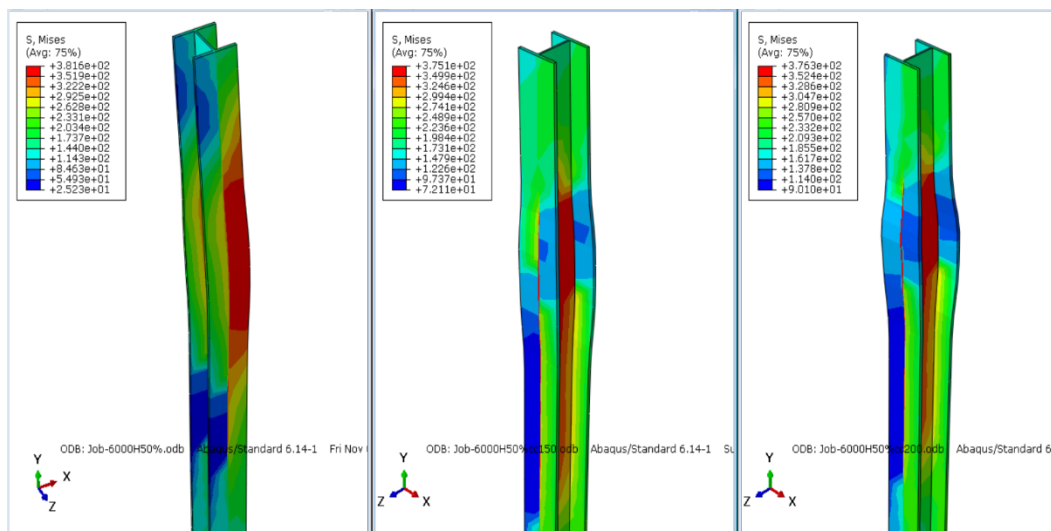 S, Mises
(Avg: 75%)
+3.816e+02
+3.519e+02
+3.222e+02
+2.925e+02
+2.628e+02
+2.331e+02
+2.034e+02
+1.737e+02
+1.440e+02
+1.143e+02
+8.463e+01
+5.493e+01
+2.523e+01
ODB: Job-6000H50%.odb Abaqus/Standard 6.14-1 Fri Nov
Y
X
Z
S, Mises
(Avg: 75%)
+3.751e+02
+3.499e+02
+3.246e+02
+2.994e+02
+2.741e+02
+2.489e+02
+2.236e+02
+1.984e+02
+1.731e+02
+1.479e+02
+1.226e+02
+9.737e+01
+7.211e+01
ODB: Job-6000H50% 150.odb Abaqus/Standard 6.14-1 Su
Y
Z X
S, Mises
(Avg: 75%)
+3.763e+02
+3.524e+02
+3.286e+02
+3.047e+02
+2.809e+02
+2.570e+02
+2.332e+02
+2.093e+02
+1.855e+02
+1.617e+02
+1.378e+02
+1.140e+02
+9.010e+01
ODB: Job-6000H50% 200.odb Abaqus/Standard 6
Y
Z X